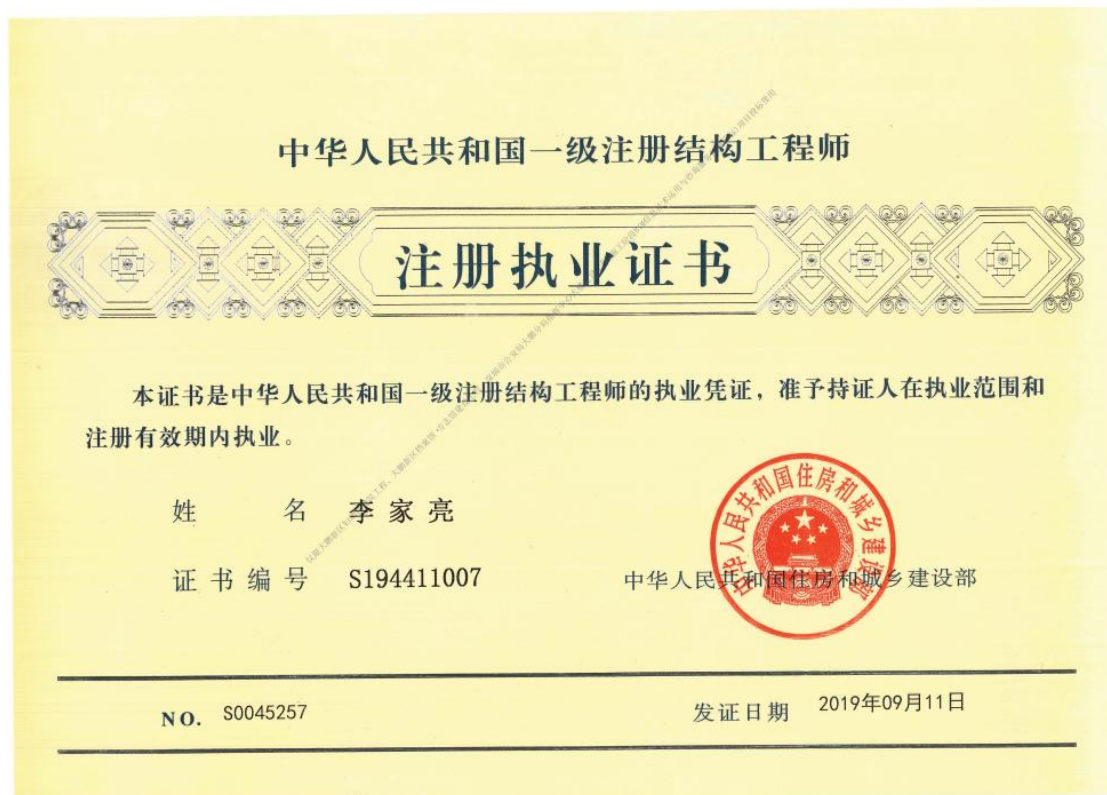 中华人民共和国一级注册结构工程师
注册执业证书
本证书是中华人民共和国一级注册结构工程师的执业凭证，准予持证人在执业范围和
注册有效期内执业。
姓 名 李家亮
证书编号 S194411007
中华人民共和国住房和城乡建设部
中华人民共和国住房和城乡建设部
NO. S0045257
发证日期 2019年09月11日